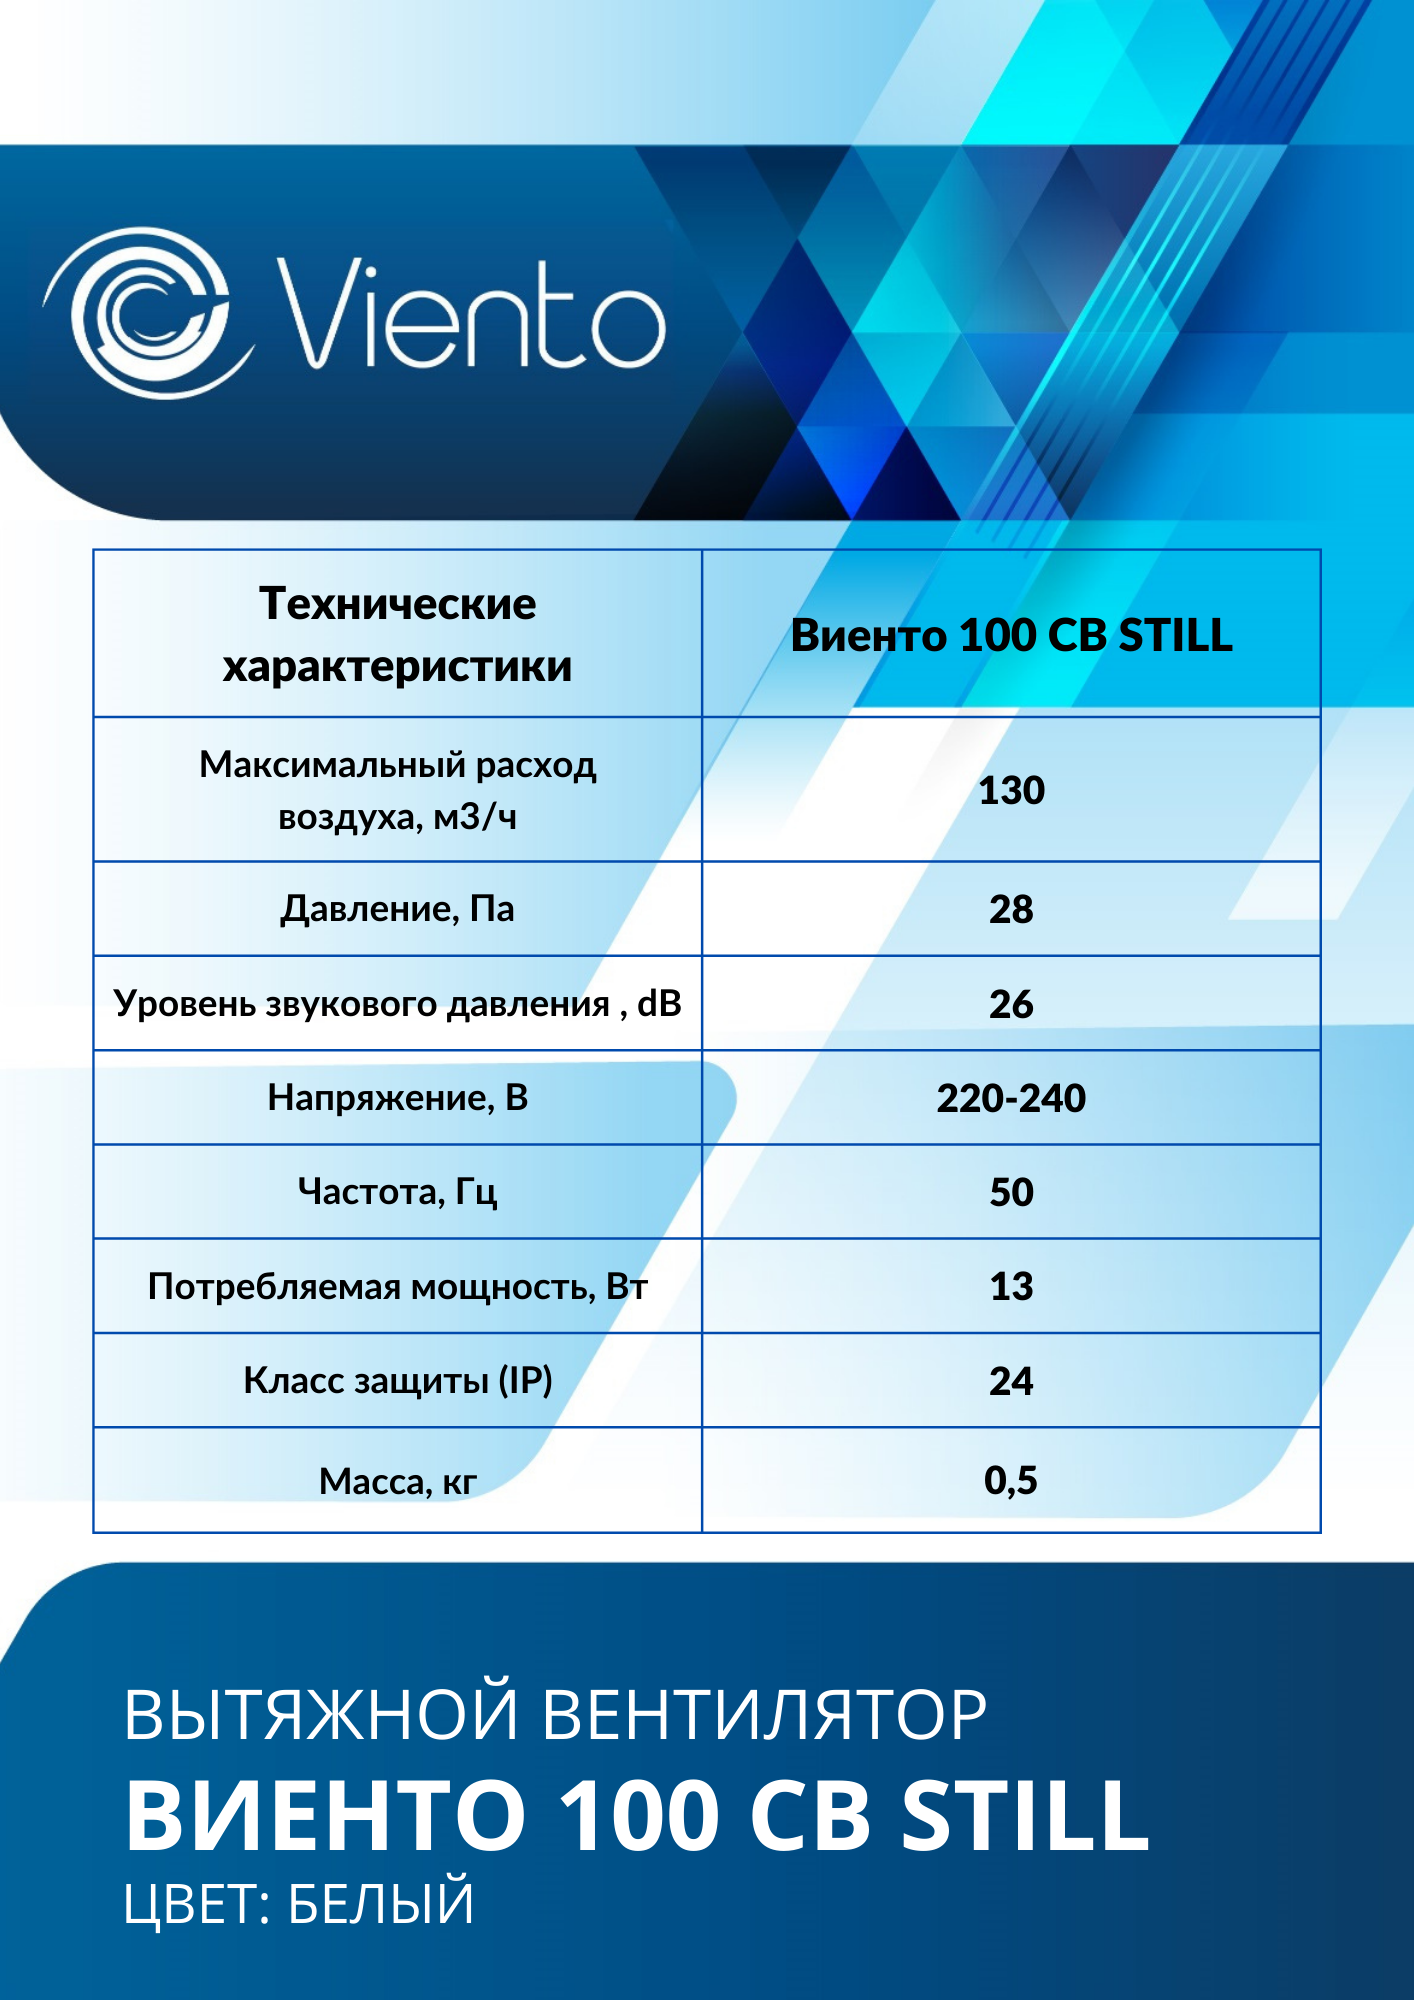 Viento
Технические
характеристики
Виенто 100 СВ STILL
Максимальный расход
воздуха, м3/ч
130
Давление, Па
28
Уровень звукового давления , dB
26
Напряжение, В
220-240
Частота, Гц
50
Потребляемая мощность, Вт
13
Класс защиты (IP)
24
Масса, кг
0,5
ВЫТЯЖНОЙ ВЕНТИЛЯТОР
ВИЕНТО 100 СВ STILL
ЦВЕТ: БЕЛЫЙ